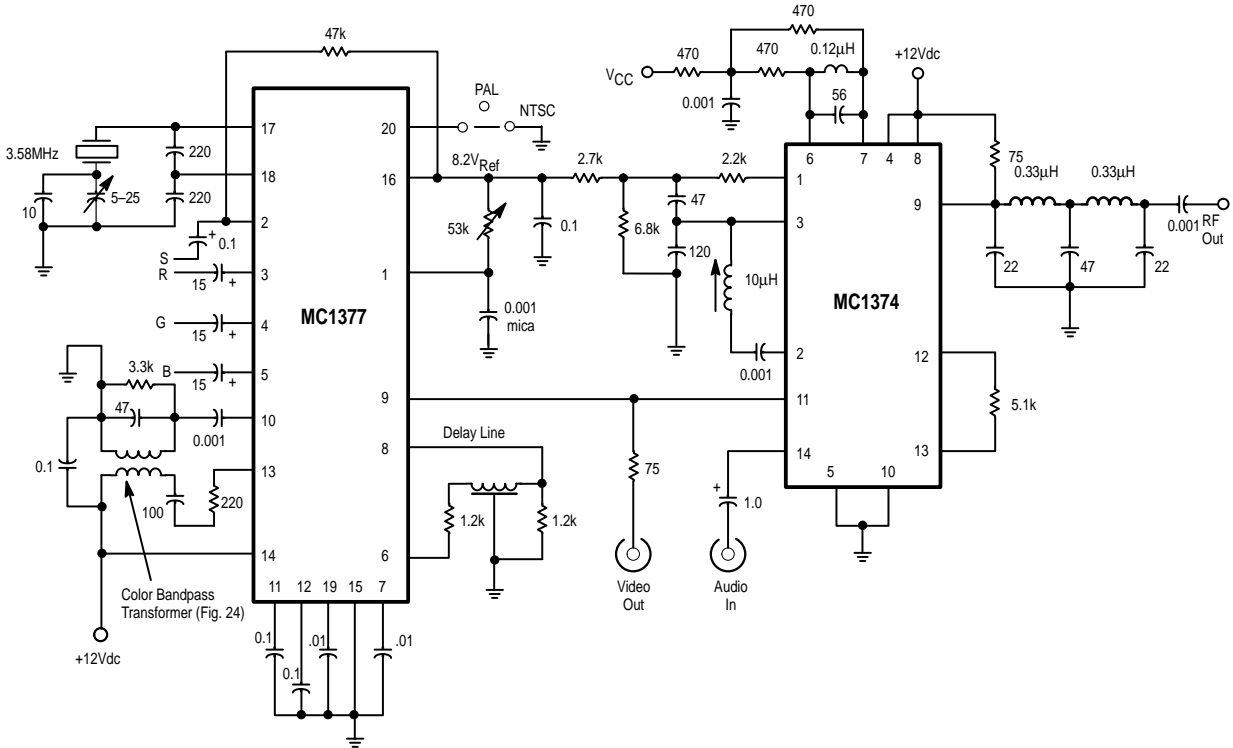 470
47k
470
470
0.12μH
+12Vdc
VCC
PAL
NTSC
0.001
56
17
20
3.58MHz
220
8.2VRef
2.7k
2.2k
6
7
4
8
75
0.33μH
0.33μH
18
16
1
10
5–25
220
47
9
2
53k
0.1
6.8k
3
0.001
RF
Out
S
+
0.1
120
R
15
+
3
1
10μH
22
47
22
MC1377
0.001
mica
MC1374
G
15
+
4
2
12
3.3k
B
15
+
5
0.001
9
11
5.1k
47
10
0.001
Delay Line
8
75
14
13
0.1
13
5
10
100
220
+
1.0
1.2k
1.2k
14
6
Color Bandpass
Transformer (Fig. 24)
11
12
19
15
7
Video
Out
Audio
In
+12Vdc
0.1
0.1
.01
.01